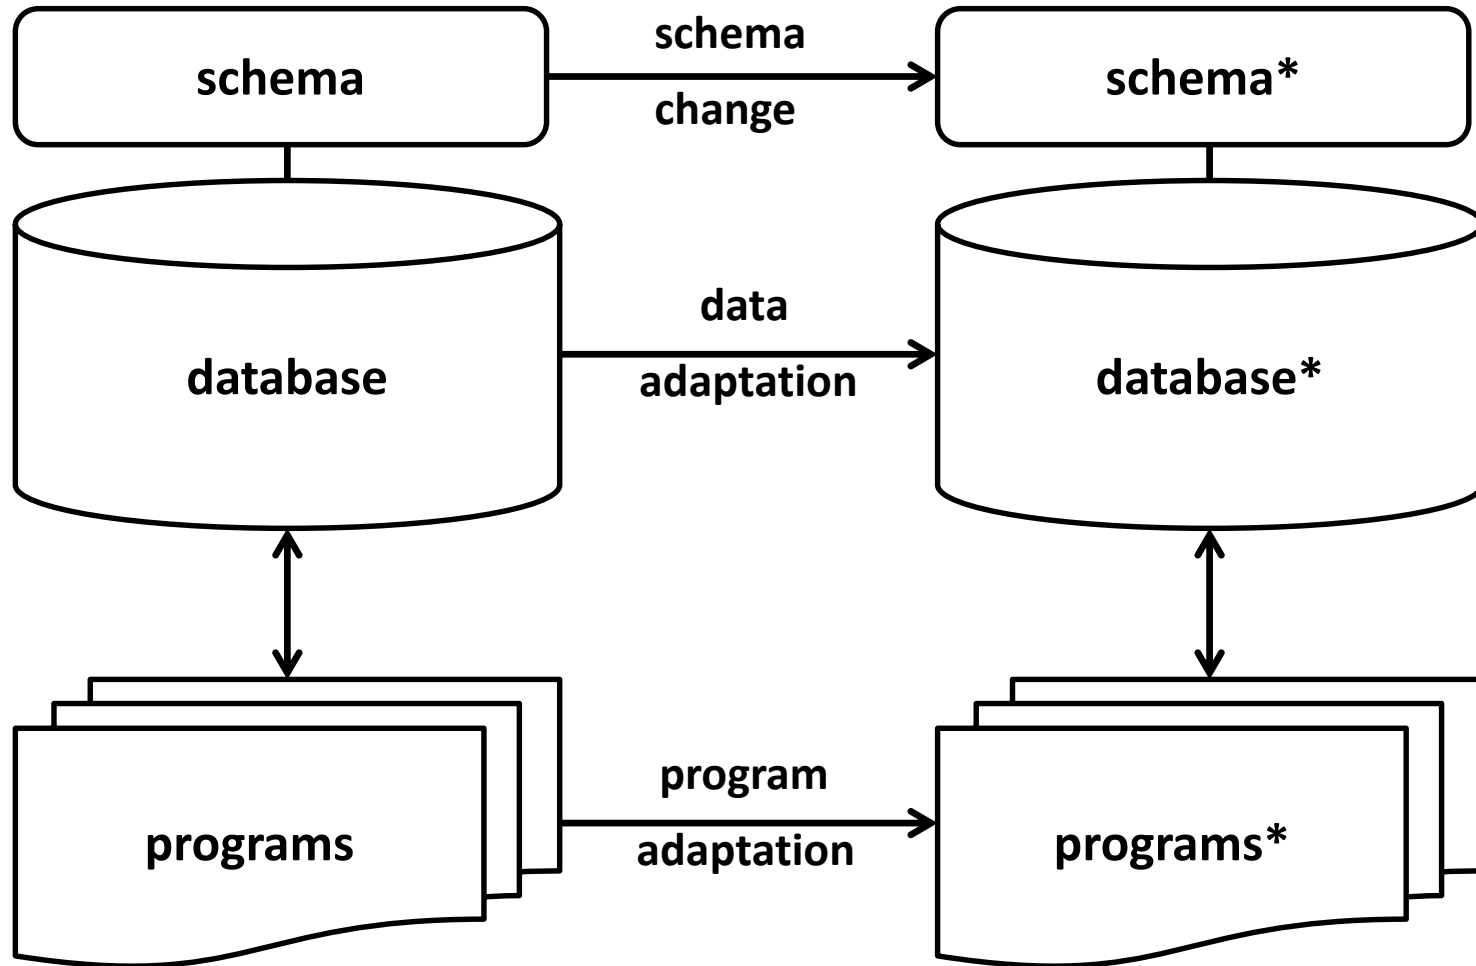 schema
schema
change
schema*
database
data
adaptation
database*
programs
program
adaptation
programs*